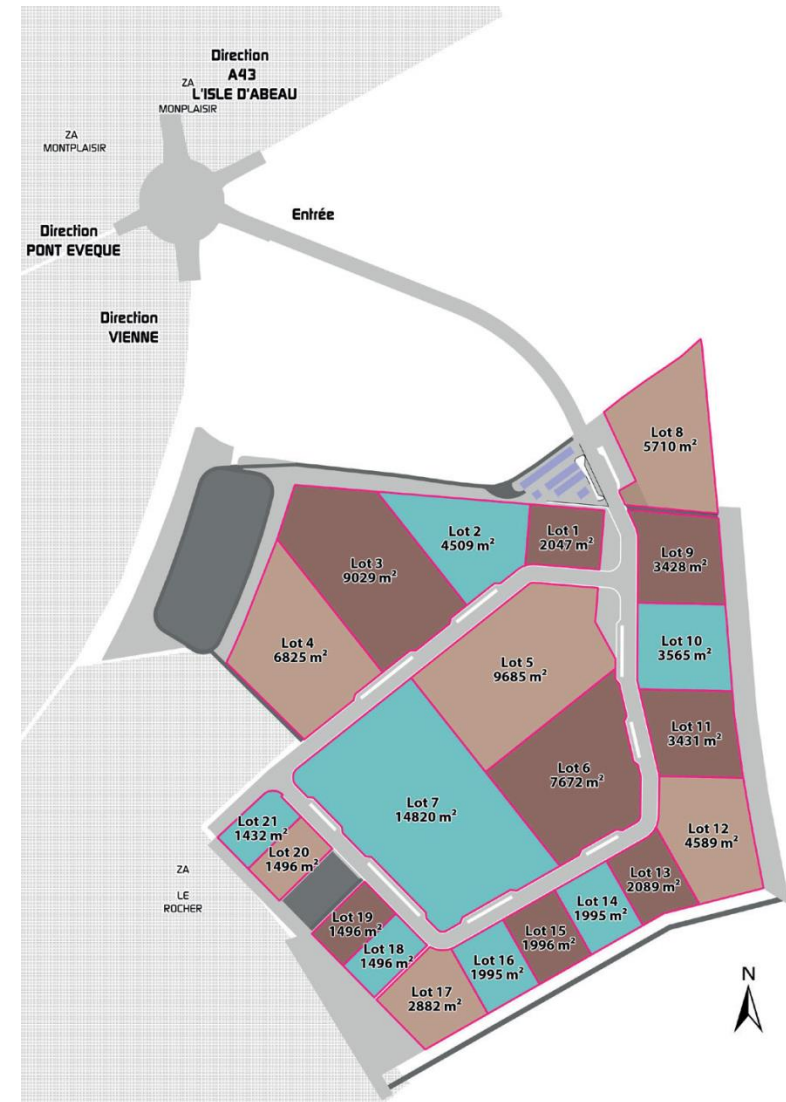 Direction
A43
L'ISLE D'ABEAU
ZA
MONPLAISIR
ZA
MONTPLAISIR
Direction
PONT EVEQUE
Entrée
Direction
VIENNE
Lot 8
5710 m²
Lot 1
2047 m²
Lot 2
4509 m²
Lot 3
9029 m²
Lot 9
3428 m²
Lot 4
6825 m²
Lot 10
3565 m²
Lot 5
9685 m²
Lot 11
3431 m²
Lot 6
7672 m²
Lot 7
14820 m²
Lot 21
1432 m²
Lot 20
1496 m²
Lot 12
4589 m²
Lot 13
2089 m²
ZA
LE
ROCHER
Lot 14
1995 m²
Lot 19
1496 m²
Lot 15
1996 m²
Lot 18
1496 m²
Lot 16
1995 m²
Lot 17
2882 m²
N